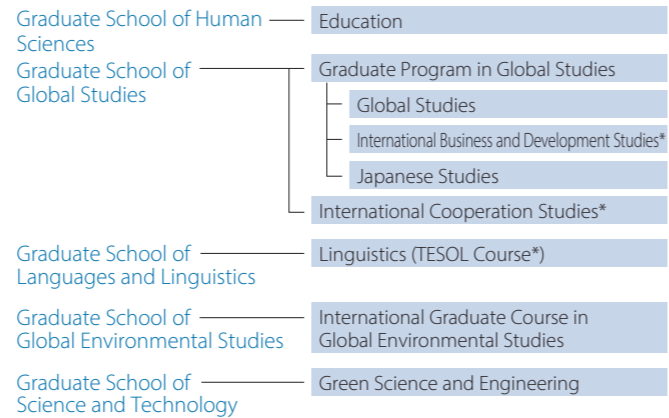 Graduate School of Human
Sciences
Education
Graduate School of
Global Studies
Graduate Program in Global Studies
Global Studies
International Business and Development Studies*
Japanese Studies
International Cooperation Studies*
Graduate School of
Languages and Linguistics
Linguistics (TESOL Course*)
Graduate School of
Global Environmental Studies
International Graduate Course in
Global Environmental Studies
Graduate School of
Science and Technology
Green Science and Engineering